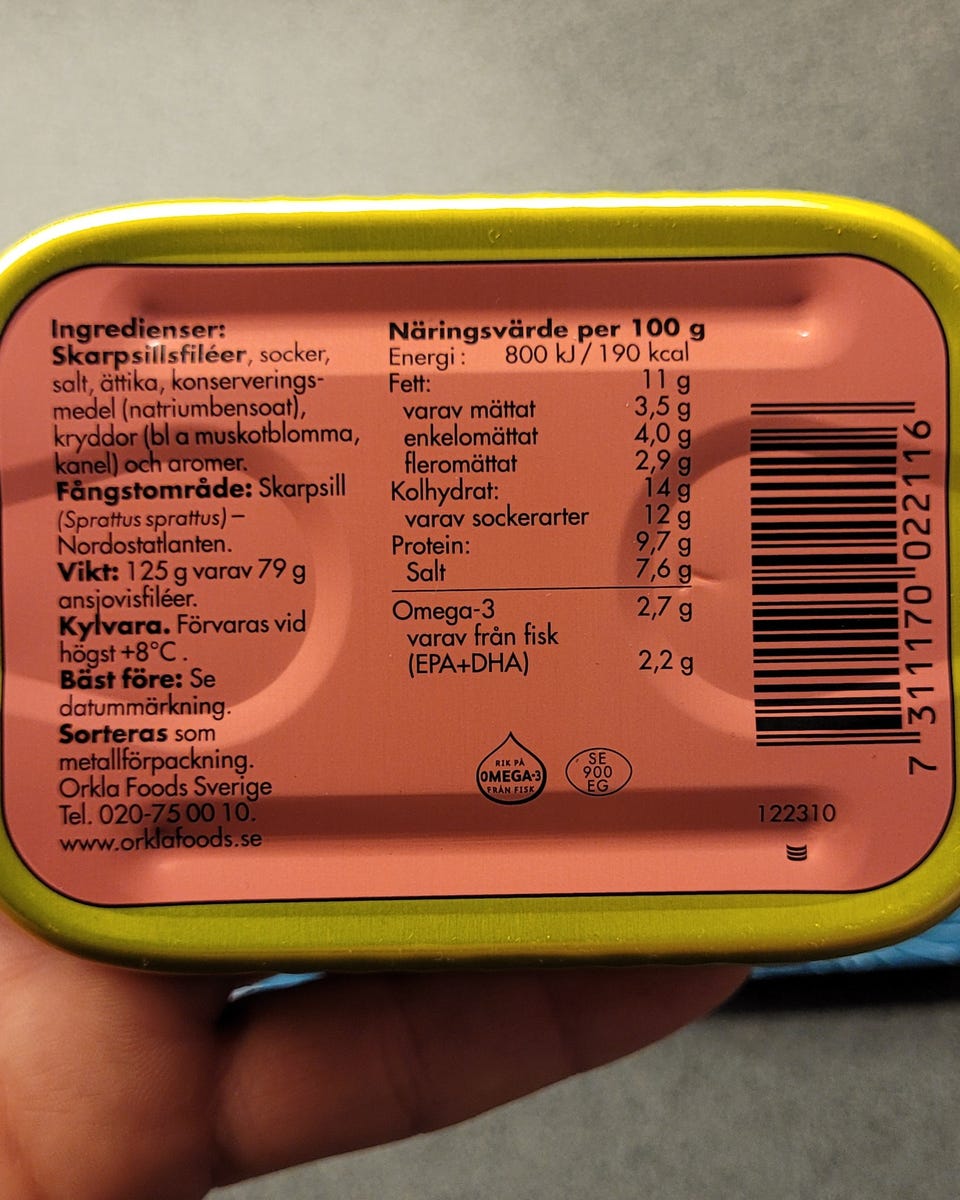 Ingredienser:
Skarpsillsfiléer, socker,
salt, ättika, konserverings-
medel (natriumbensoat),
kryddor (bl a muskotblomma,
kanel) och aromer.
Fångstområde: Skarpsill
(Sprattus sprattus) –
Nordostatlanten.
Vikt: 125 g varav 79 g
ansjovisfiléer.
Kylvara. Förvaras vid
högst +8°C.
Bäst före: Se
datummärkning.
Sorteras som
metallförpackning.
Orkla Foods Sverige
Tel. 020-75 00 10.
www.orklafoods.se
Näringsvärde per 100 g
Energi: 800 kJ / 190 kcal
Fett: 11 g
varav mättat 3,5 g
enkelomättat 4,0 g
fleromättat 2,9 g
Kolhydrat: 14 g
varav sockerarter 12 g
Protein: 9,7 g
Salt 7,6 g
Omega-3 2,7 g
varav från fisk
(EPA+DHA) 2,2 g
RIK PÅ
OMEGA-3
FRÅN FISK
SE
900
EG
7 311170 022116
122310